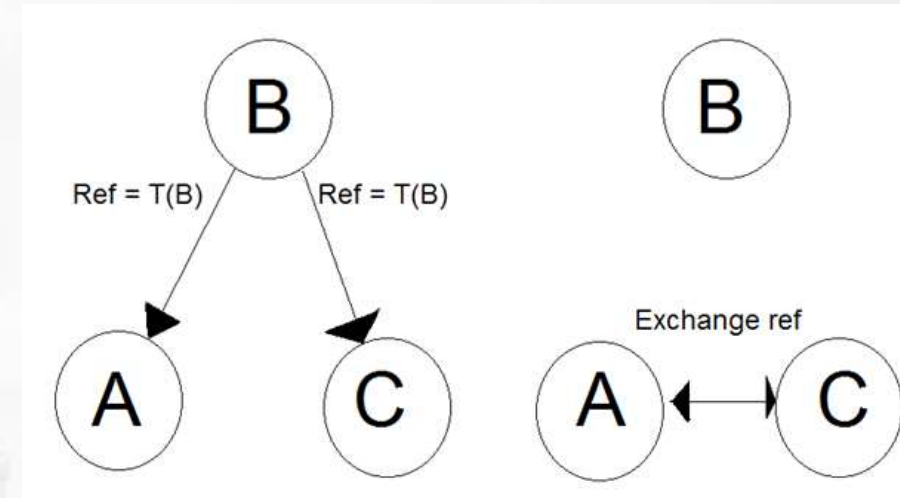 B
B
Ref = T(B)
Ref = T(B)
Exchange ref
A
C
A
C